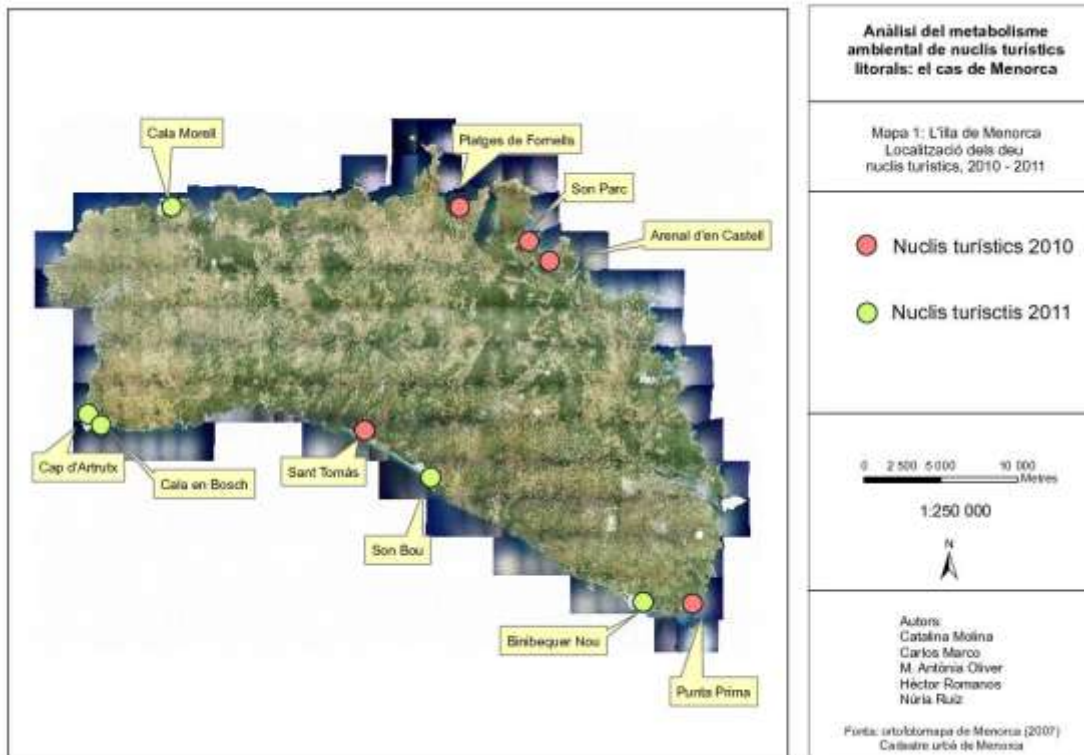 Anàlisi del metabolisme
ambiental de nuclis turístics
litorals: el cas de Menorca
Mapa 1: L'illa de Menorca
Localització dels deu
nuclis turístics, 2010 - 2011
Nuclis turístics 2010
Nuclis turísctis 2011
0 2 500 5 000 10 000
Metres
1:250 000
N
Autors:
Catalina Molina
Carlos Marco
M. Antònia Oliver
Hèctor Romanos
Núria Ruiz
Fonts: ortofotomapa de Menorca (2007)
Cadastre urbà de Menorca
Cala Morell
Platges de Fornells
Son Parc
Arenal d'en Castell
Cap d'Artrutx
Cala en Bosch
Sant Tomàs
Son Bou
Binibequer Nou
Punta Prima